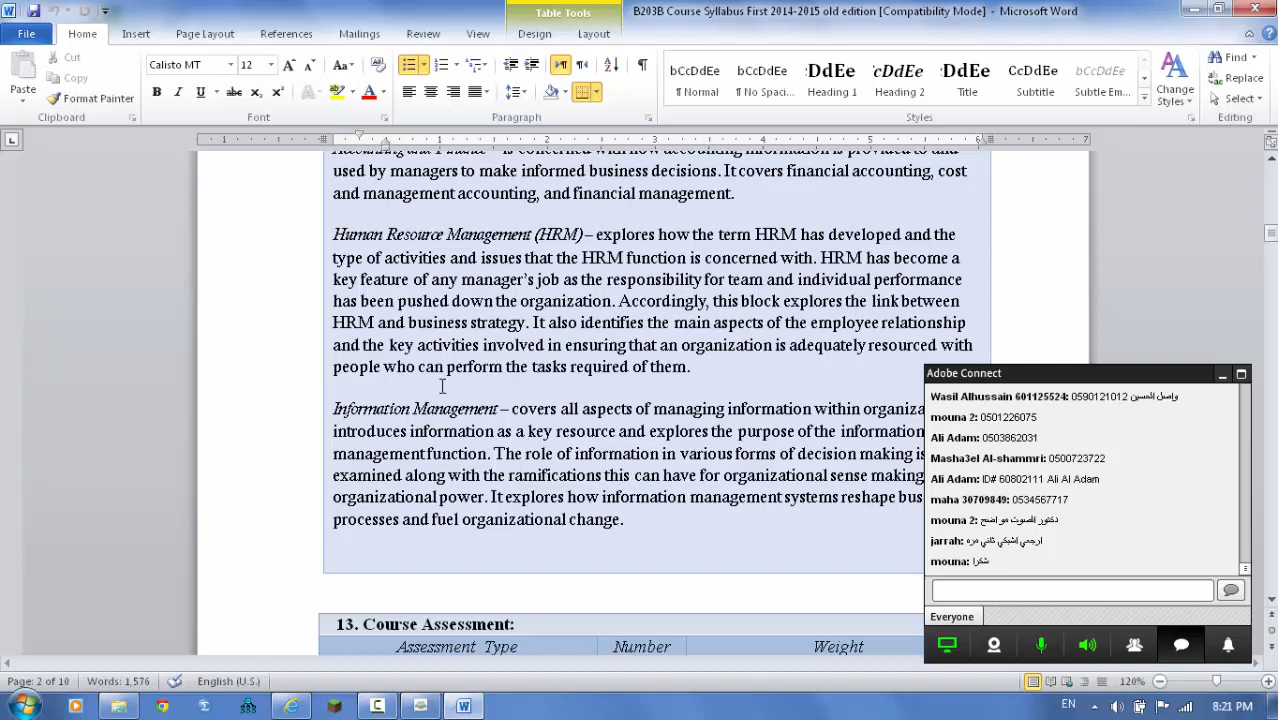 Table Tools
B203B Course Syllabus First 2014-2015 old edition [Compatibility Mode] - Microsoft Word
File Home Insert Page Layout References Mailings Review View Design Layout
Cut
Copy
Format Painter
Paste
Clipboard
Calisto MT 12
Font
Paragraph
AaBbCcDdEe
¶ Normal ¶ No Spaci... Heading 1 Heading 2 Title Subtitle Subtle Em...
Styles
Change Styles
Find
Replace
Select
Editing
Accounting and Finance – is concerned with how accounting information is provided to and
used by managers to make informed business decisions. It covers financial accounting, cost
and management accounting, and financial management.
Human Resource Management (HRM)– explores how the term HRM has developed and the
type of activities and issues that the HRM function is concerned with. HRM has become a
key feature of any manager’s job as the responsibility for team and individual performance
has been pushed down the organization. Accordingly, this block explores the link between
HRM and business strategy. It also identifies the main aspects of the employee relationship
and the key activities involved in ensuring that an organization is adequately resourced with
people who can perform the tasks required of them.
Information Management – covers all aspects of managing information within organiza
introduces information as a key resource and explores the purpose of the information
management function. The role of information in various forms of decision making is
examined along with the ramifications this can have for organizational sense making
organizational power. It explores how information management systems reshape bus
processes and fuel organizational change.
13. Course Assessment:
Assessment Type Number Weight
Adobe Connect
Wasil Alhussain 601125524: 0590121012 واصل الحسين
mouna 2: 0501226075
Ali Adam: 0503862031
Masha3el Al-shammri: 0500723722
Ali Adam: ID# 60802111 Ali Al Adam
maha 30709849: 0534567717
mouna 2: دكتور الصوت مو اضح
jarrah: ارجعي اشبكي ثاني مره
mouna: شكرا
Everyone
Page: 2 of 10 Words: 1,576 English (U.S.) 120%
EN 8:21 PM